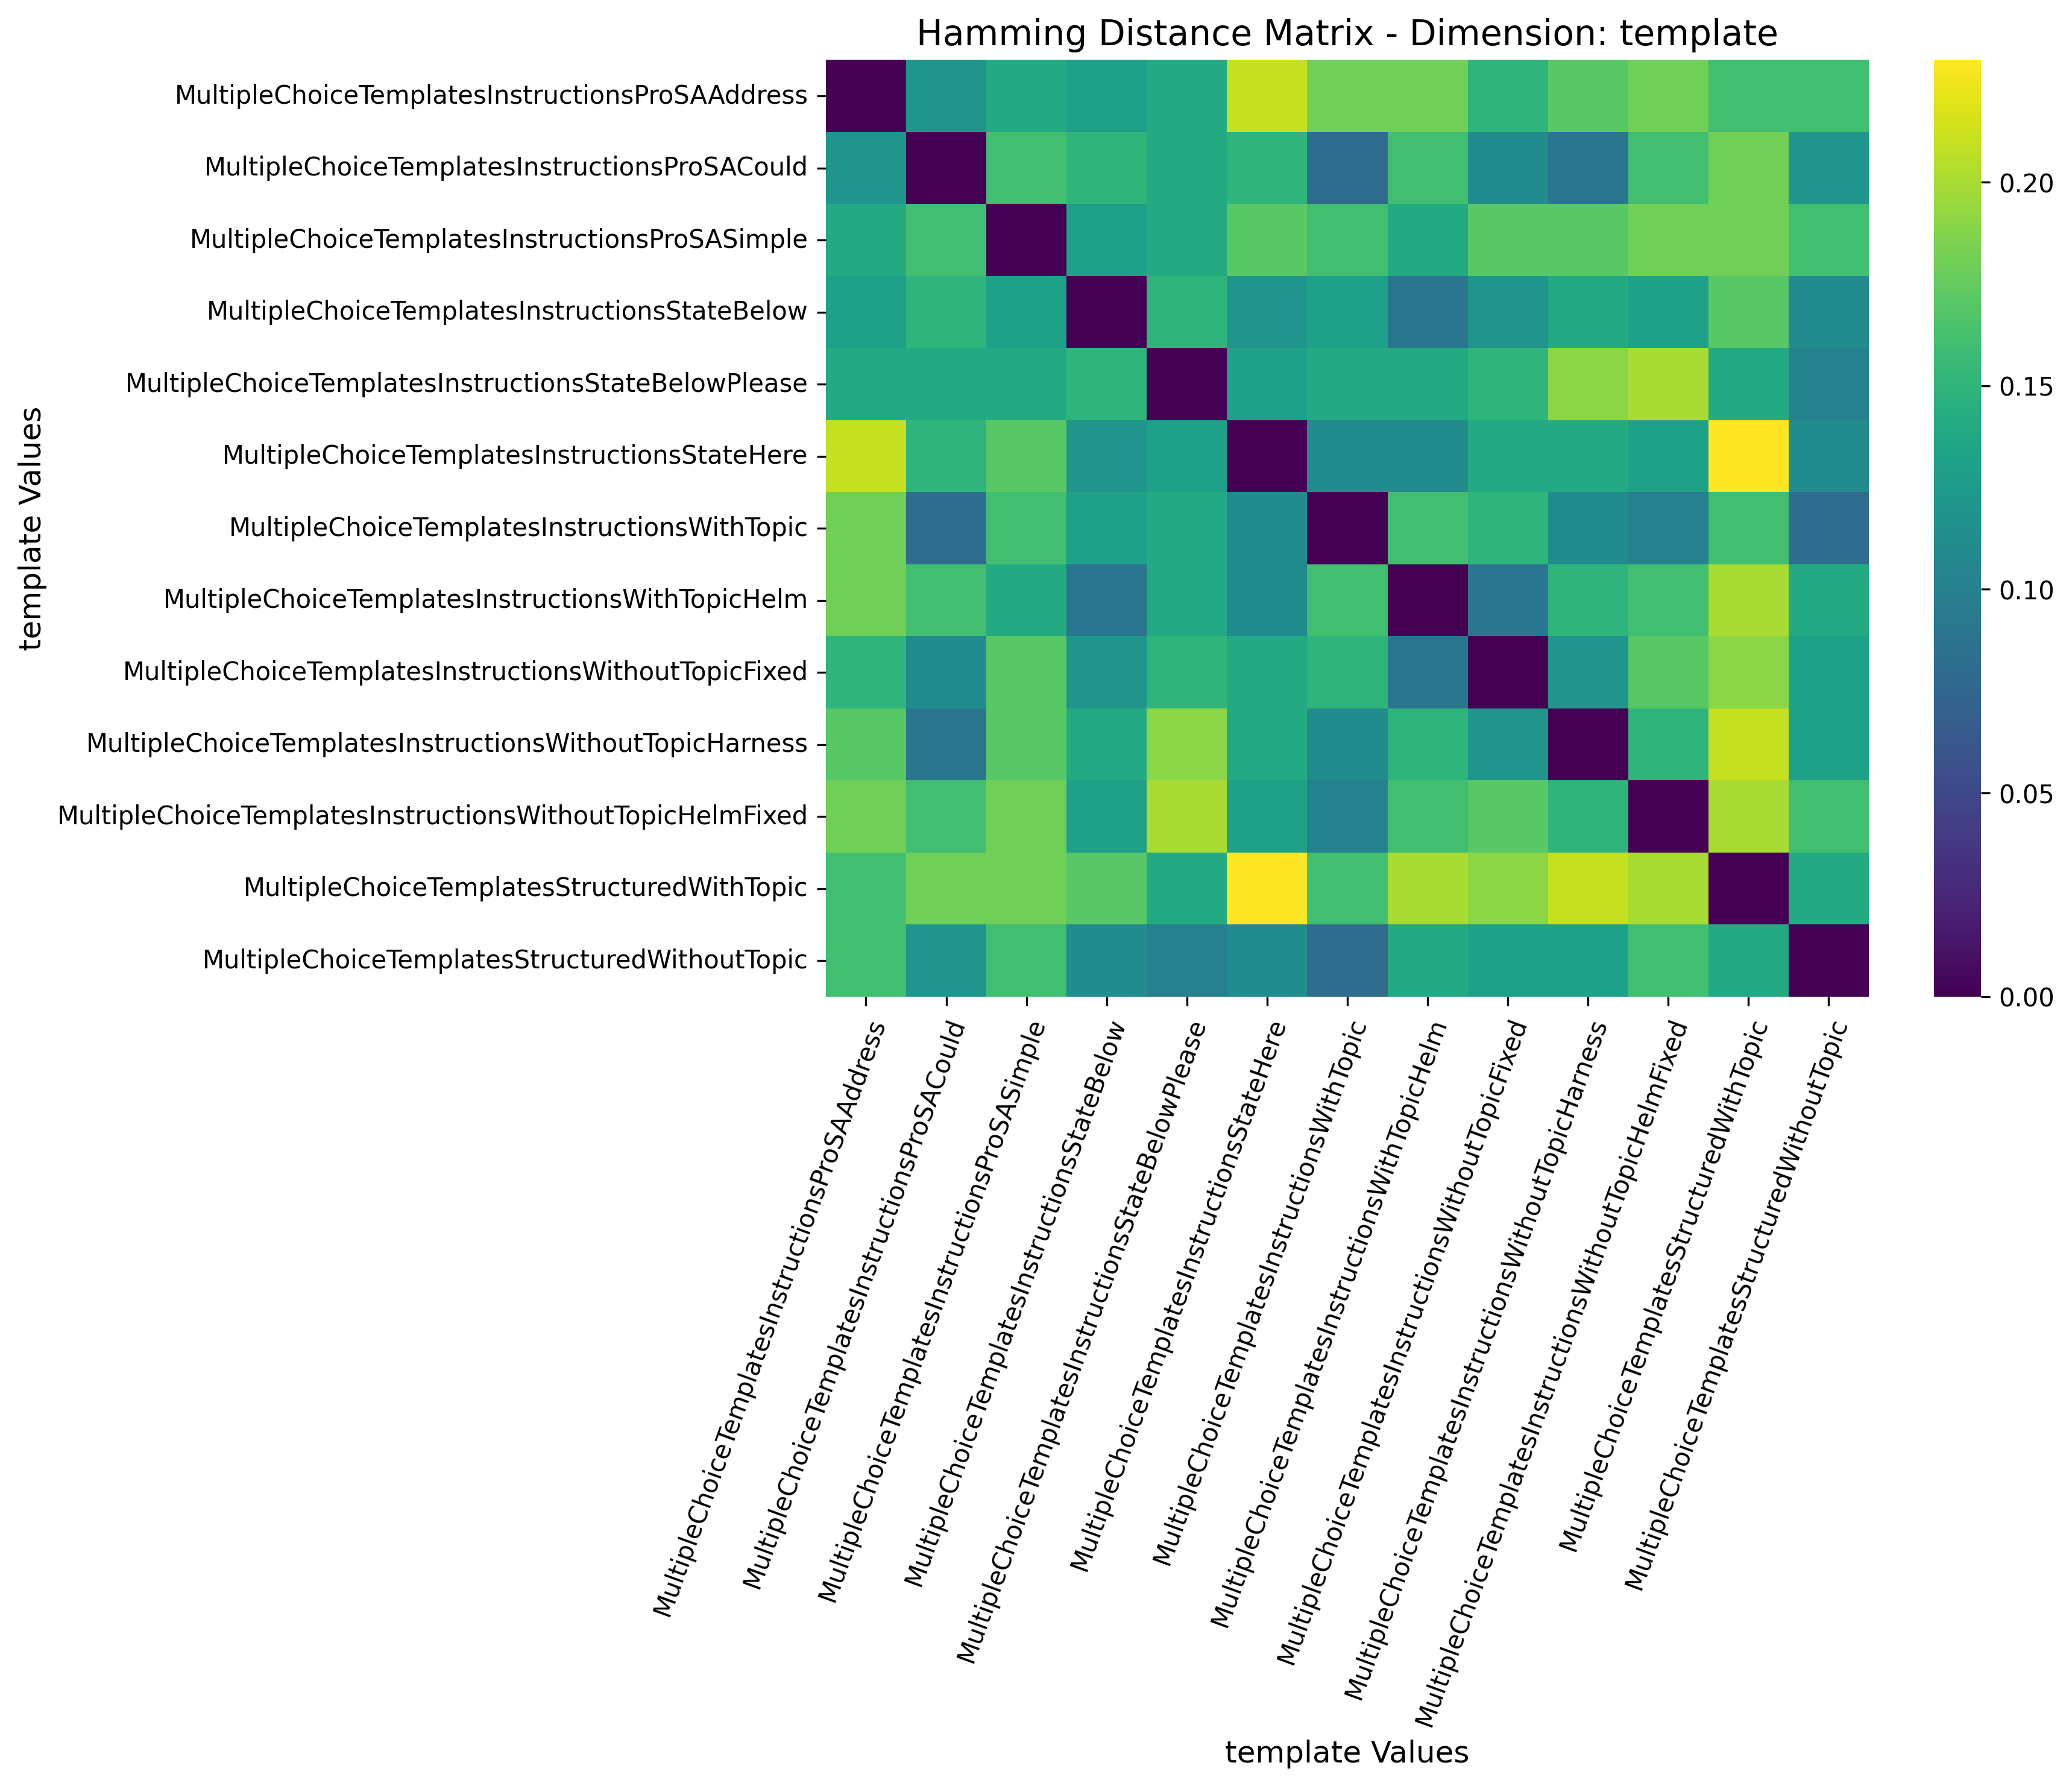 Hamming Distance Matrix - Dimension: template
template Values
MultipleChoiceTemplatesInstructionsProSAAddress
MultipleChoiceTemplatesInstructionsProSACould
MultipleChoiceTemplatesInstructionsProSASimple
MultipleChoiceTemplatesInstructionsStateBelow
MultipleChoiceTemplatesInstructionsStateBelowPlease
MultipleChoiceTemplatesInstructionsStateHere
MultipleChoiceTemplatesInstructionsWithTopic
MultipleChoiceTemplatesInstructionsWithTopicHelm
MultipleChoiceTemplatesInstructionsWithoutTopicFixed
MultipleChoiceTemplatesInstructionsWithoutTopicHarness
MultipleChoiceTemplatesInstructionsWithoutTopicHelmFixed
MultipleChoiceTemplatesStructuredWithTopic
MultipleChoiceTemplatesStructuredWithoutTopic
0.20
0.15
0.10
0.05
0.00
MultipleChoiceTemplatesInstructionsProSAAddress
MultipleChoiceTemplatesInstructionsProSACould
MultipleChoiceTemplatesInstructionsProSASimple
MultipleChoiceTemplatesInstructionsStateBelow
MultipleChoiceTemplatesInstructionsStateBelowPlease
MultipleChoiceTemplatesInstructionsStateHere
MultipleChoiceTemplatesInstructionsWithTopic
MultipleChoiceTemplatesInstructionsWithTopicHelm
MultipleChoiceTemplatesInstructionsWithoutTopicFixed
MultipleChoiceTemplatesInstructionsWithoutTopicHarness
MultipleChoiceTemplatesInstructionsWithoutTopicHelmFixed
MultipleChoiceTemplatesStructuredWithTopic
MultipleChoiceTemplatesStructuredWithoutTopic
template Values